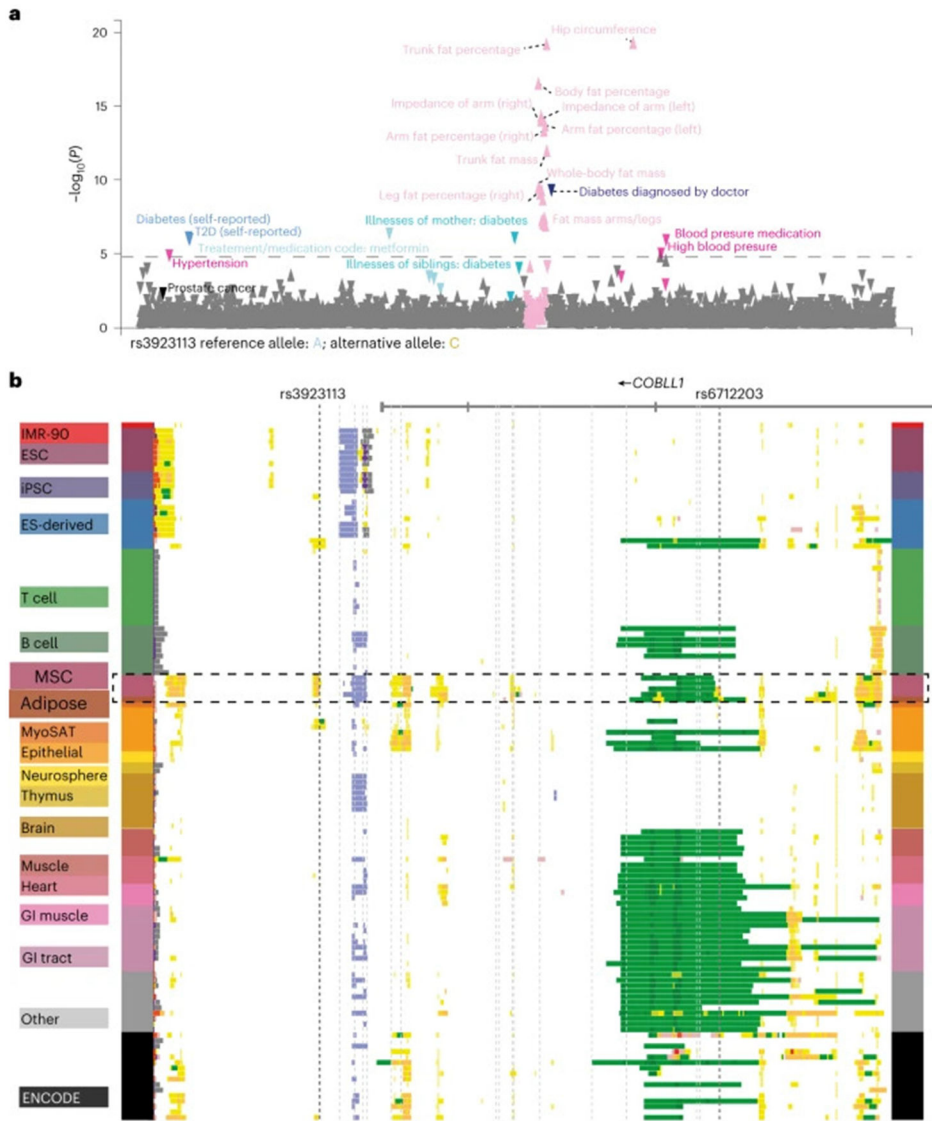 a
20
15
10
5
0
–log10(P)
Hip circumference
Trunk fat percentage
Body fat percentage
Impedance of arm (right)
Impedance of arm (left)
Arm fat percentage (right)
Arm fat percentage (left)
Trunk fat mass
Whole-body fat mass
Leg fat percentage (right)
Diabetes diagnosed by doctor
Diabetes (self-reported)
Illnesses of mother: diabetes
Fat mass arms/legs
T2D (self-reported)
Blood presure medication
Treatement/medication code: metformin
High blood presure
Hypertension
Illnesses of siblings: diabetes
Prostate cancer
rs3923113 reference allele: A; alternative allele: C
b
←COBLL1
rs3923113
rs6712203
IMR-90
ESC
iPSC
ES-derived
T cell
B cell
MSC
Adipose
MyoSAT
Epithelial
Neurosphere
Thymus
Brain
Muscle
Heart
GI muscle
GI tract
Other
ENCODE